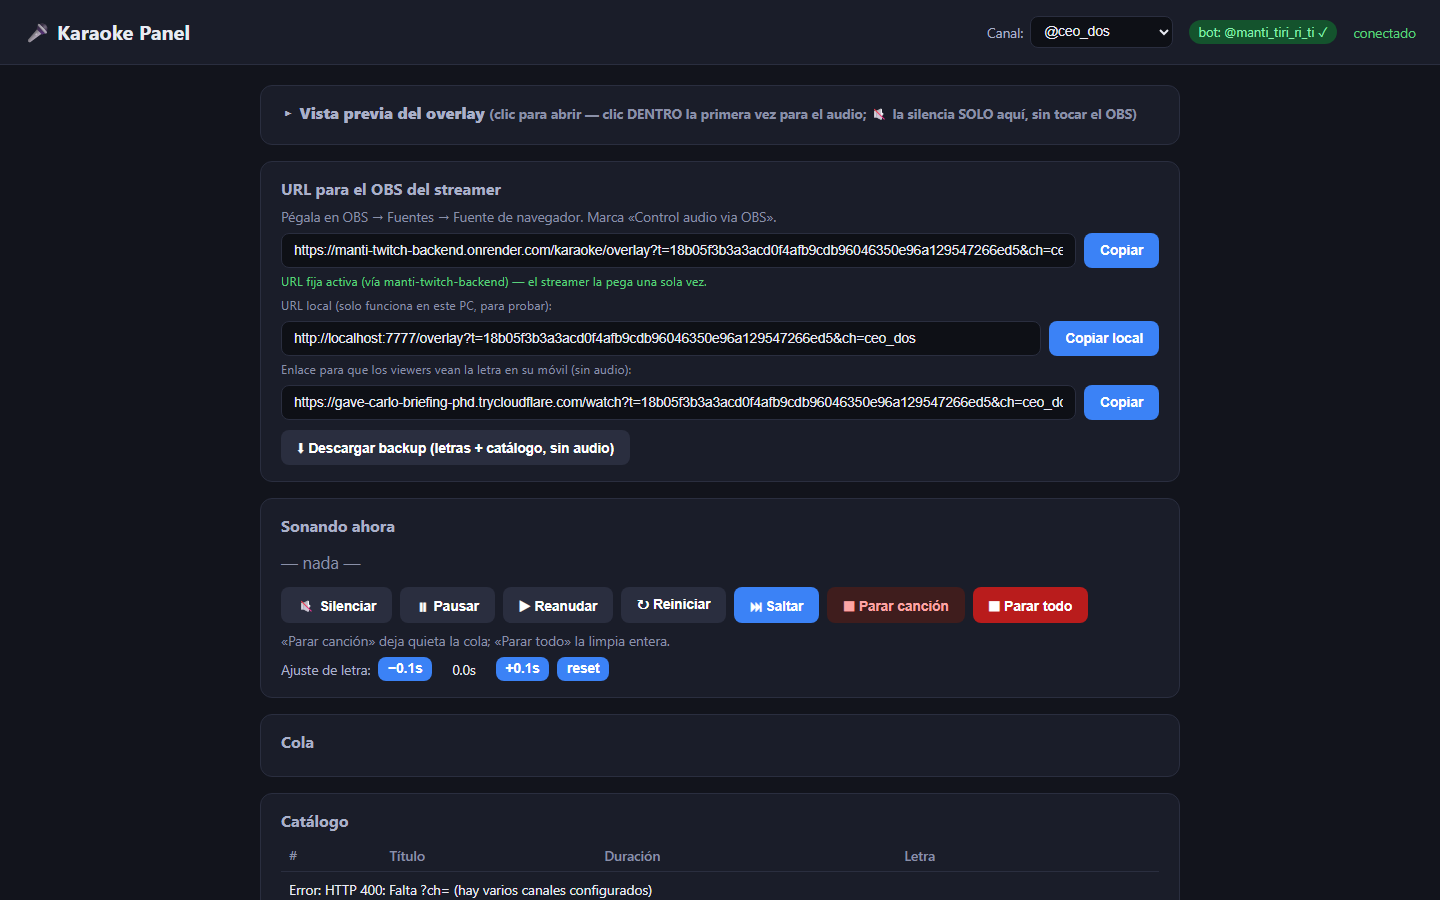 Karaoke Panel
Canal: @ceo_dos bot: @manti_tiri_ri_ti ✓ conectado
▸ Vista previa del overlay (clic para abrir — clic DENTRO la primera vez para el audio; 🔇 la silencia SOLO aquí, sin tocar el OBS)
URL para el OBS del streamer
Pégala en OBS → Fuentes → Fuente de navegador. Marca «Control audio via OBS».
https://manti-twitch-backend.onrender.com/karaoke/overlay?t=18b05f3b3a3acd0f4afb9cdb96046350e96a129547266ed5&ch=ce Copiar
URL fija activa (vía manti-twitch-backend) — el streamer la pega una sola vez.
URL local (solo funciona en este PC, para probar):
http://localhost:7777/overlay?t=18b05f3b3a3acd0f4afb9cdb96046350e96a129547266ed5&ch=ceo_dos Copiar local
Enlace para que los viewers vean la letra en su móvil (sin audio):
https://gave-carlo-briefing-phd.trycloudflare.com/watch?t=18b05f3b3a3acd0f4afb9cdb96046350e96a129547266ed5&ch=ceo_do Copiar
⬇ Descargar backup (letras + catálogo, sin audio)
Sonando ahora
— nada —
🔇 Silenciar ⏸ Pausar ▶ Reanudar ↻ Reiniciar ⏭ Saltar ⏹ Parar canción ⏹ Parar todo
«Parar canción» deja quieta la cola; «Parar todo» la limpia entera.
Ajuste de letra: −0.1s 0.0s +0.1s reset
Cola
Catálogo
# Título Duración Letra
Error: HTTP 400: Falta ?ch= (hay varios canales configurados)